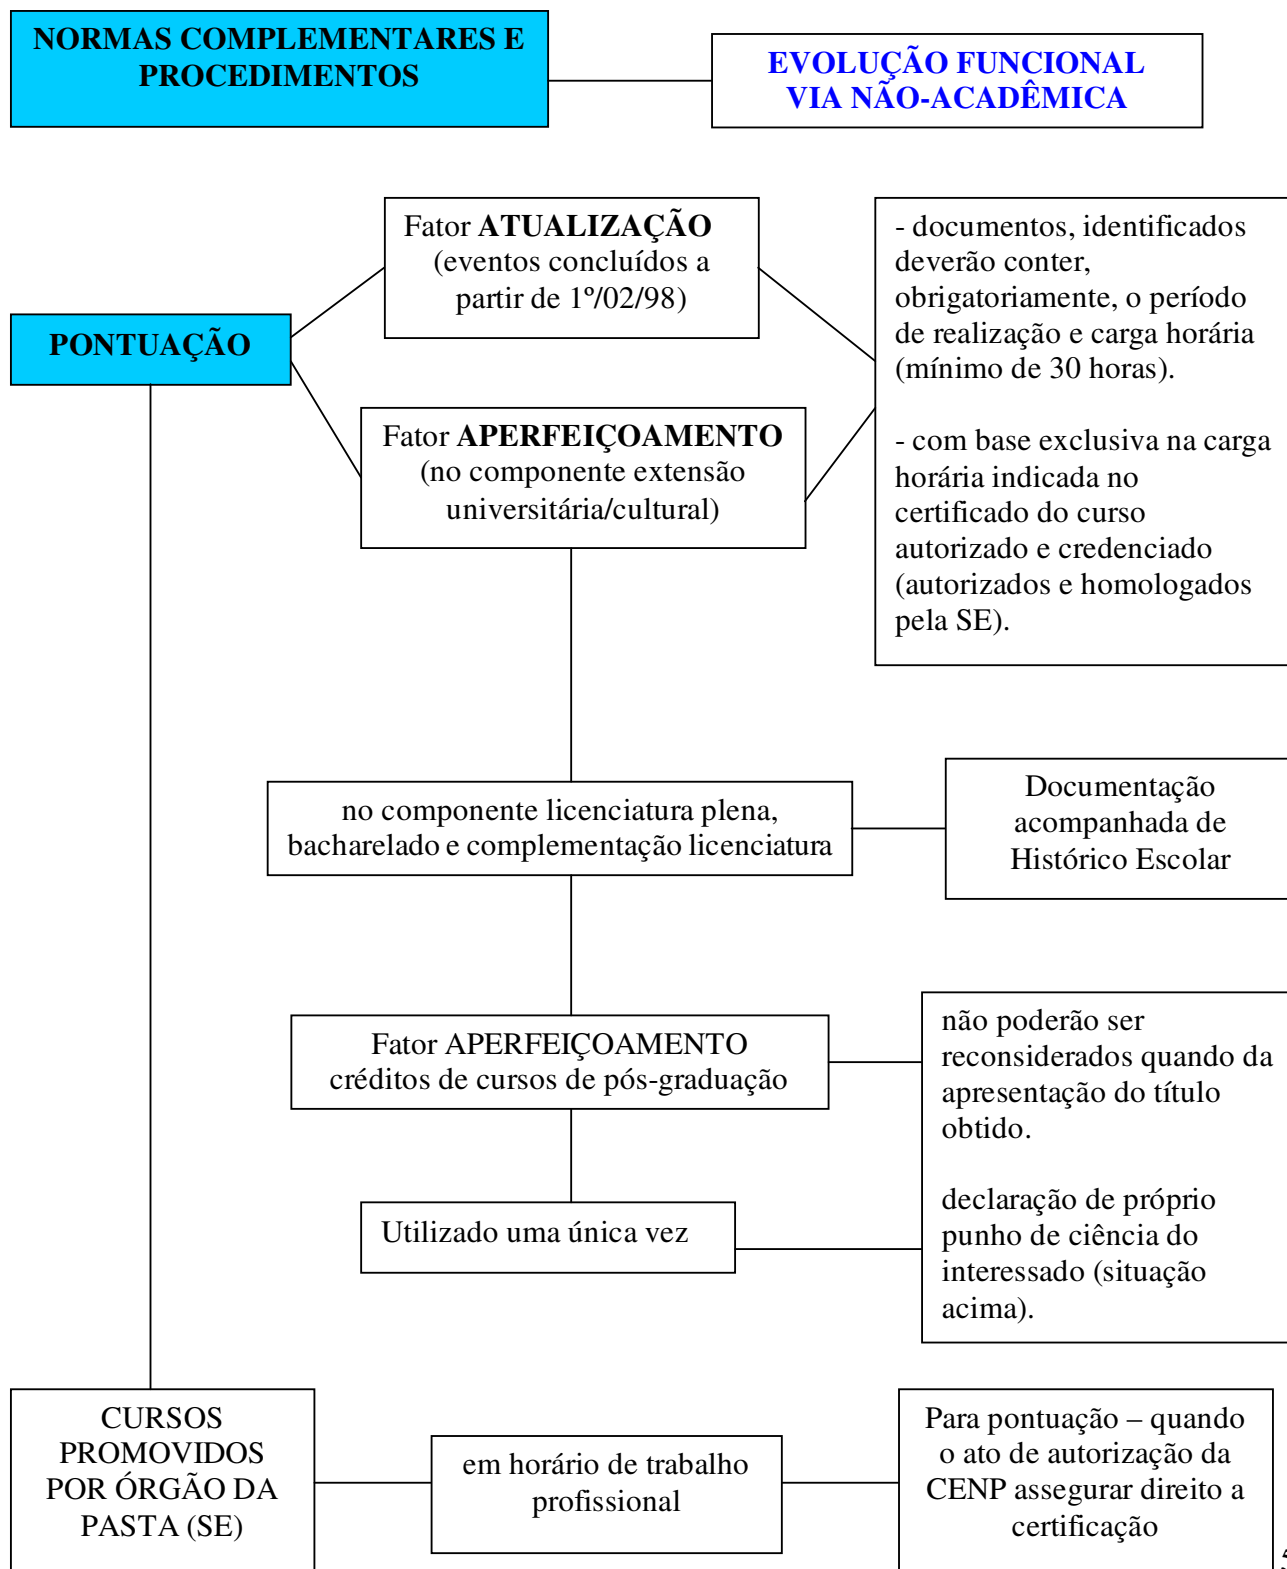 NORMAS COMPLEMENTARES E
PROCEDIMENTOS
EVOLUÇÃO FUNCIONAL
VIA NÃO-ACADÊMICA
Fator ATUALIZAÇÃO
(eventos concluídos a
partir de 1º/02/98)
- documentos, identificados
deverão conter,
obrigatoriamente, o período
de realização e carga horária
(mínimo de 30 horas).
- com base exclusiva na carga
horária indicada no
certificado do curso
autorizado e credenciado
(autorizados e homologados
pela SE).
PONTUAÇÃO
Fator APERFEIÇOAMENTO
(no componente extensão
universitária/cultural)
no componente licenciatura plena,
bacharelado e complementação licenciatura
Documentação
acompanhada de
Histórico Escolar
Fator APERFEIÇOAMENTO
créditos de cursos de pós-graduação
não poderão ser
reconsiderados quando da
apresentação do título
obtido.
declaração de próprio
punho de ciência do
interessado (situação
acima).
Utilizado uma única vez
CURSOS
PROMOVIDOS
POR ÓRGÃO DA
PASTA (SE)
em horário de trabalho
profissional
Para pontuação – quando
o ato de autorização da
CENP assegurar direito a
certificação